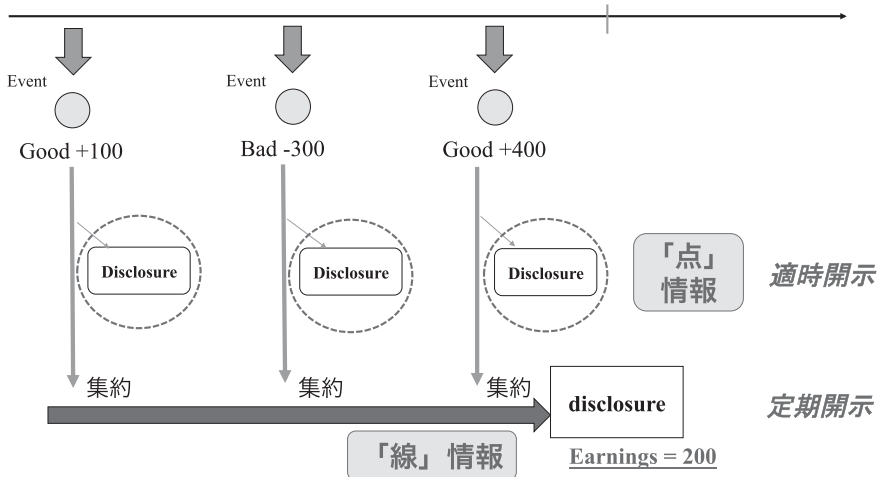 Event
Event
Event
Good +100
Bad -300
Good +400
Disclosure
Disclosure
Disclosure
「点」
情報
適時開示
集約
集約
集約
disclosure
定期開示
「線」情報
Earnings = 200